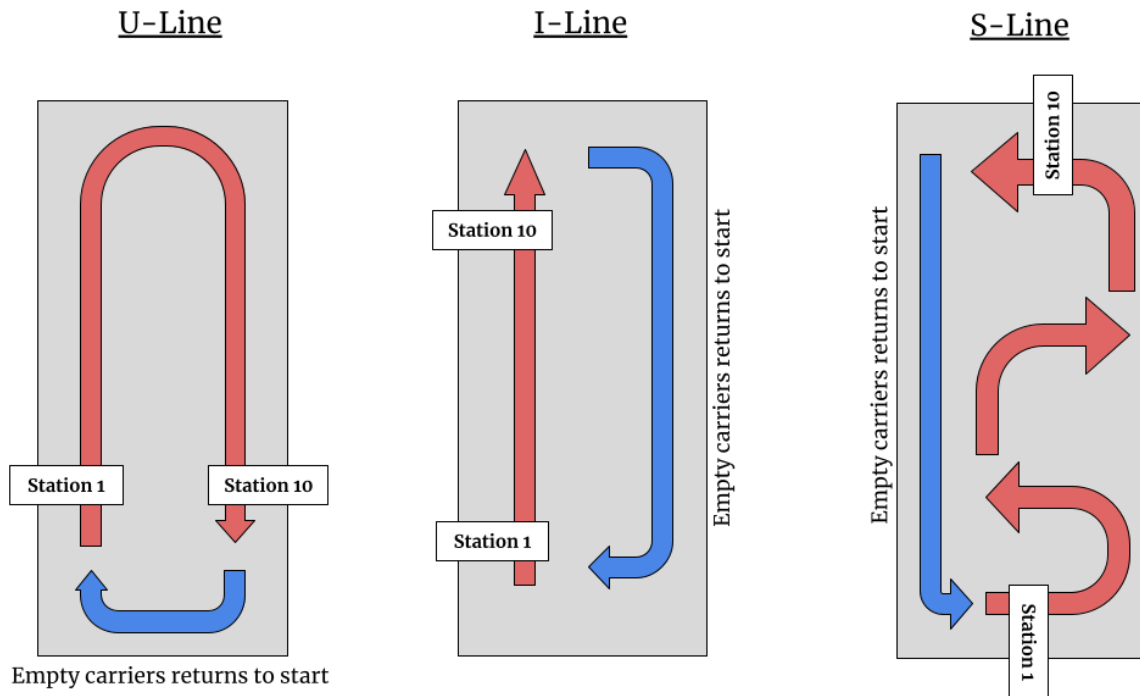 U-Line
Station 1
Station 10
Empty carriers returns to start
I-Line
Station 10
Station 1
Empty carriers returns to start
S-Line
Station 10
Empty carriers returns to start
Station 1